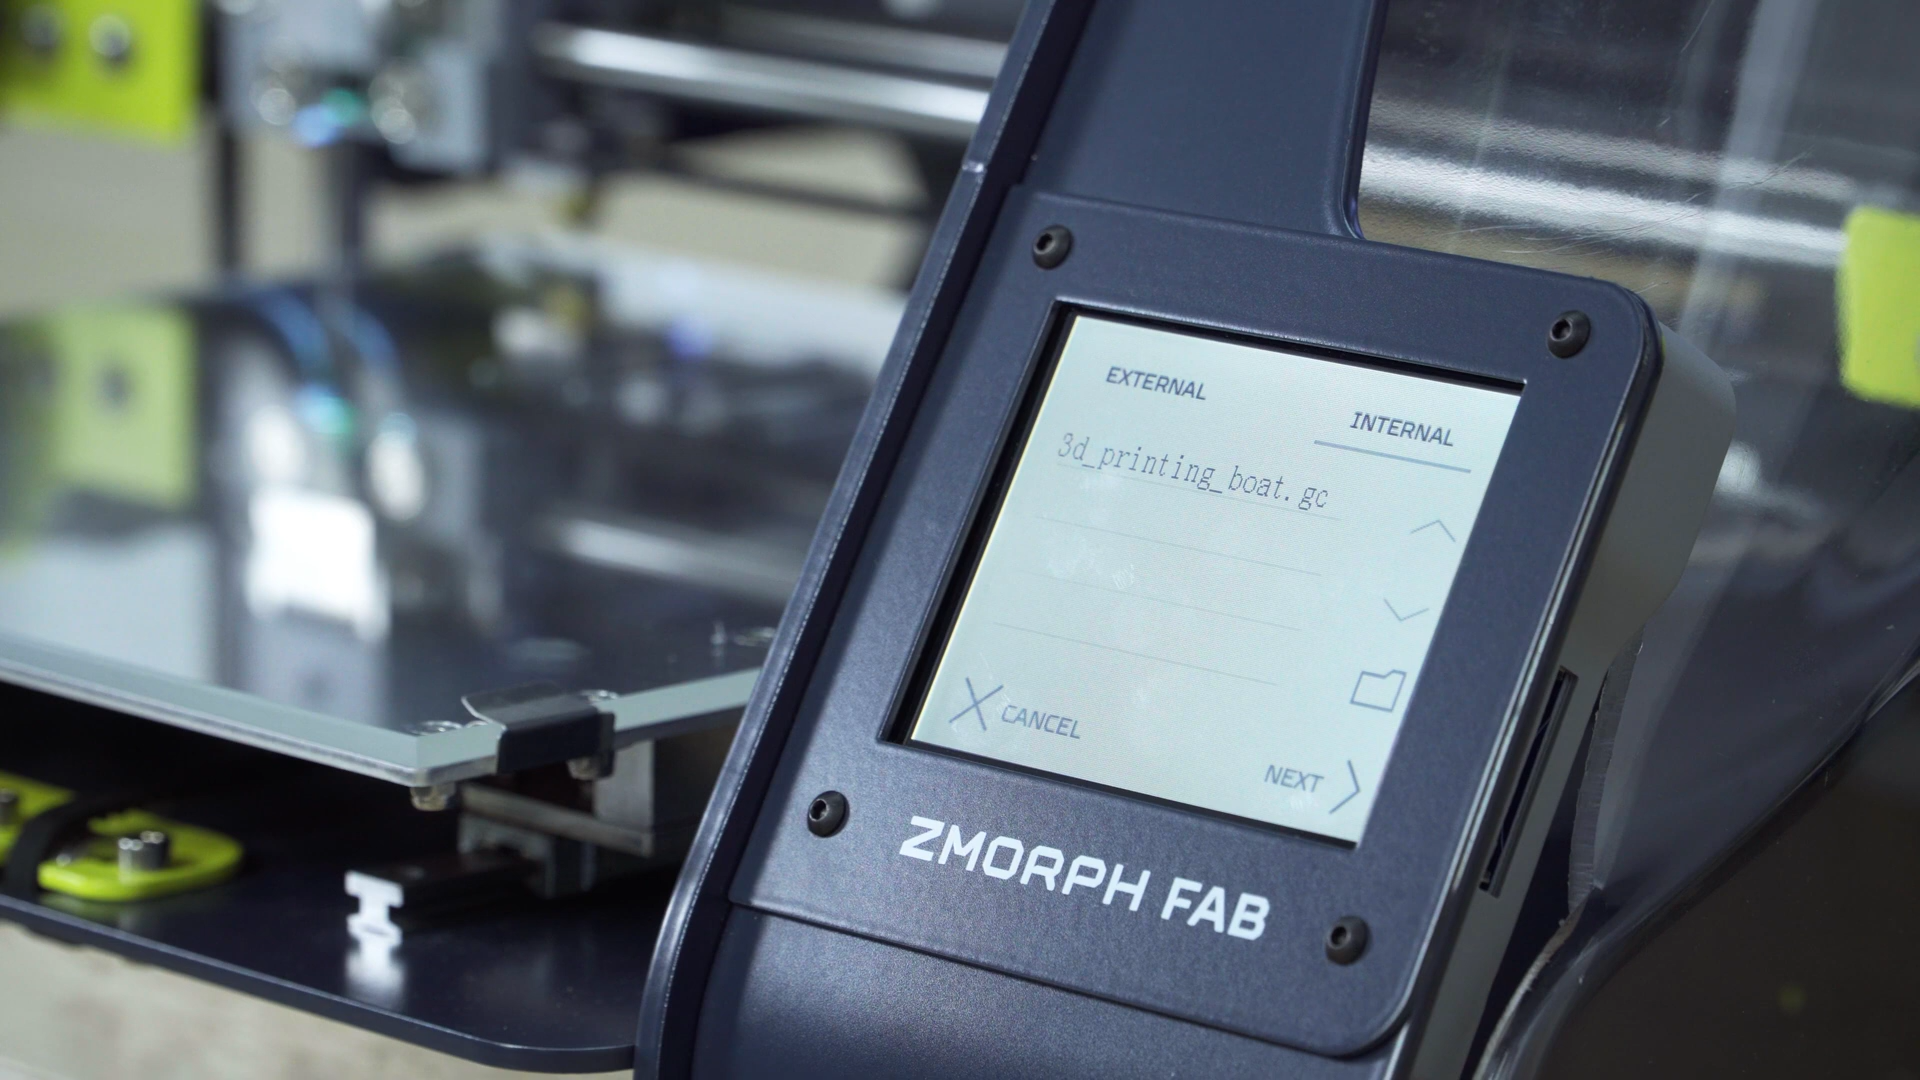 EXTERNAL
INTERNAL
3d_printing_boat.gc
CANCEL
NEXT
ZMORPH FAB